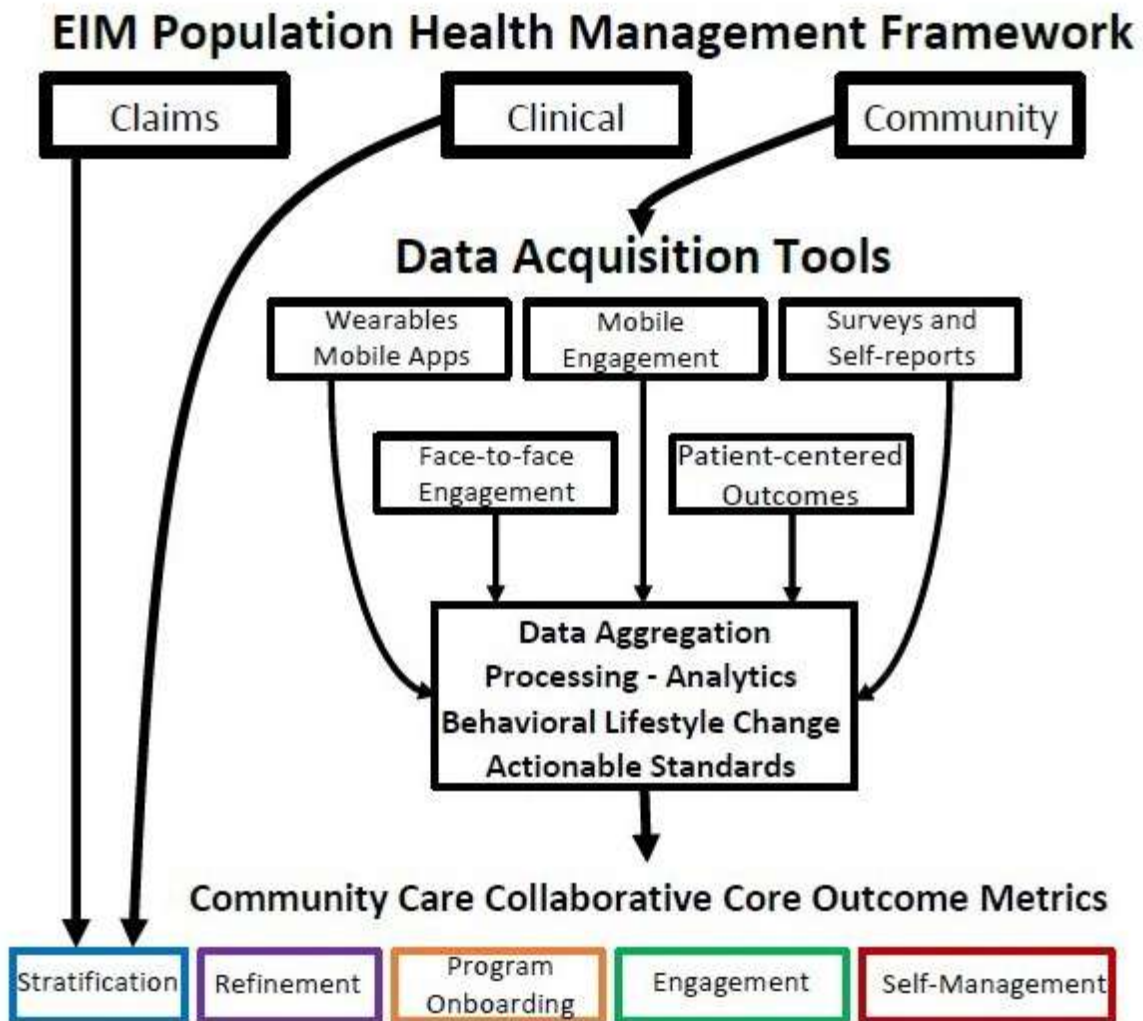 EIM Population Health Management Framework
Claims
Clinical
Community
Data Acquisition Tools
Wearables
Mobile Apps
Mobile
Engagement
Surveys and
Self-reports
Face-to-face
Engagement
Patient-centered
Outcomes
Data Aggregation
Processing - Analytics
Behavioral Lifestyle Change
Actionable Standards
Community Care Collaborative Core Outcome Metrics
Stratification
Refinement
Program
Onboarding
Engagement
Self-Management